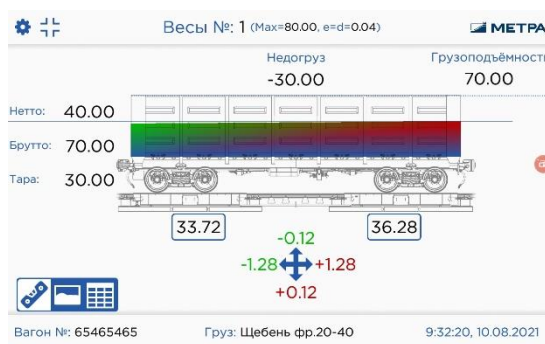 Весы №: 1 (Max=80.00, e=d=0.04)
МЕТРА
Недогруз
Грузоподъёмность
-30.00
70.00
Нетто: 40.00
Брутто: 70.00
Тара: 30.00
33.72
36.28
-0.12
-1.28
+1.28
+0.12
Вагон №: 65465465
Груз: Щебень фр.20-40
9:32:20, 10.08.2021